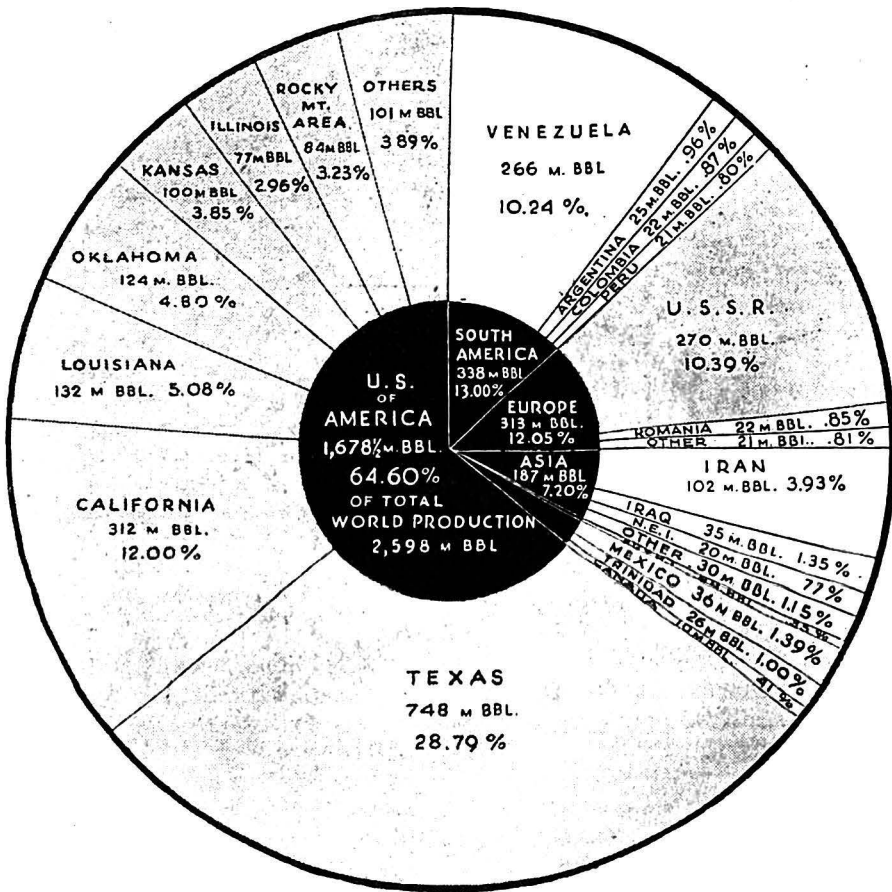 VENEZUELA
266 M. BBL
10.24 %.
ARGENTINA 25 M. BBL. .96%
COLOMBIA 22 M. BBL. .87%
PERU 21 M. BBL. .80%
U.S.S.R.
270 M. BBL.
10.39%
ROMANIA 22 M BBL. .85%
OTHER 21 M. BBL. .81%
IRAN
102 M. BBL. 3.93%
IRAQ 35 M. BBL. 1.35%
N.E.I. 20 M. BBL. .77%
OTHER 30 M. BBL. 1.15%
MEXICO 36 M BBL. 1.39%
TRINIDAD 26 M BBL. 1.00%
CANADA 10 M BBL. .41%
TEXAS
748 M BBL.
28.79%
CALIFORNIA
312 M BBL.
12.00%
LOUISIANA
132 M BBL. 5.08%
OKLAHOMA
124 M. BBL.
4.80%
KANSAS
100 M BBL
3.85%
ILLINOIS
77 M BBL
2.96%
ROCKY
MT.
AREA
84 M BBL
3.23%
OTHERS
101 M BBL
3.89%
U.S.
OF
AMERICA
1,678½ M. BBL.
64.60%
OF TOTAL
WORLD PRODUCTION
2,598 M BBL
SOUTH
AMERICA
338 M BBL
13.00%
EUROPE
313 M BBL.
12.05%
ASIA
187 M BBL
7.20%